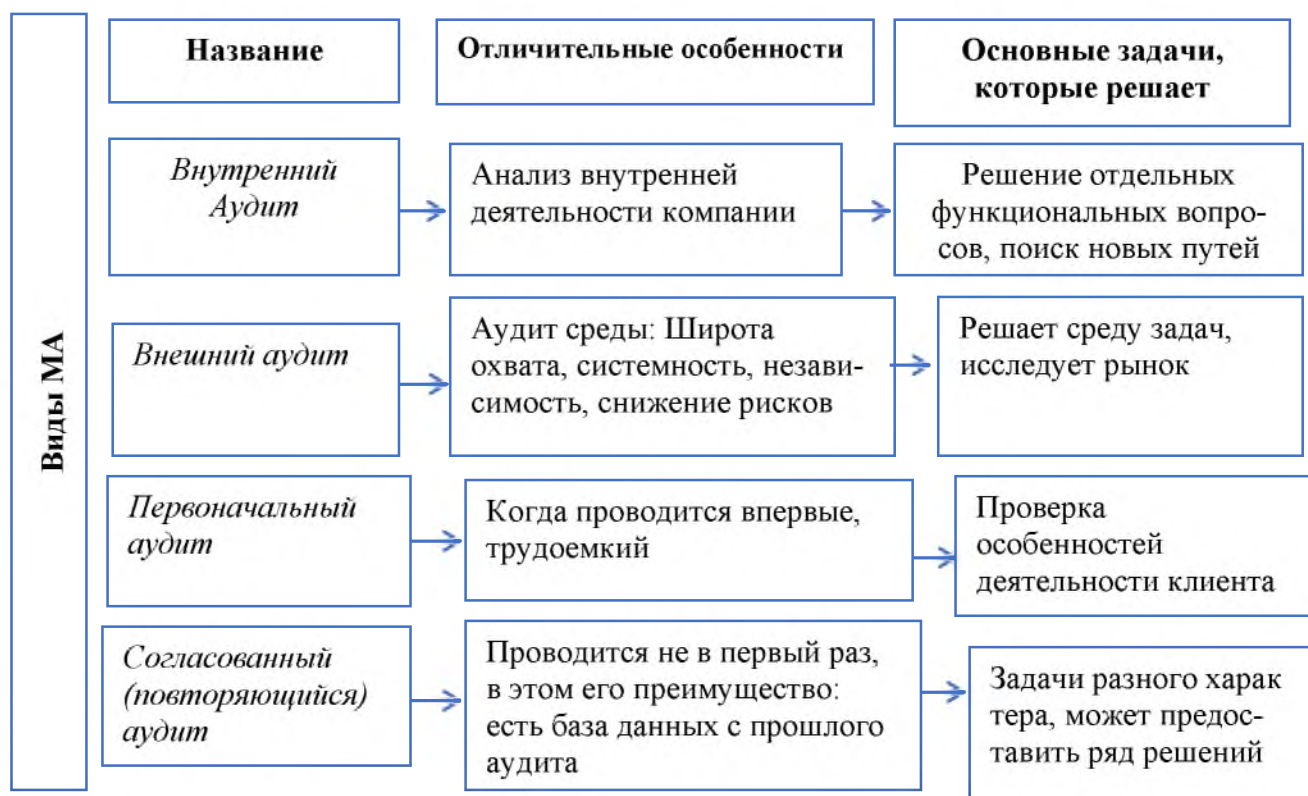 Виды МА
Название
Отличительные особенности
Основные задачи,
которые решает
Внутренний
Аудит
Анализ внутренней
деятельности компании
Решение отдельных
функциональных вопро-
сов, поиск новых путей
Внешний аудит
Аудит среды: Широта
охвата, системность, незави-
симость, снижение рисков
Решает среду задач,
исследует рынок
Первоначальный
аудит
Когда проводится впервые,
трудоемкий
Проверка
особенностей
деятельности клиента
Согласованный
(повторяющийся)
аудит
Проводится не в первый раз,
в этом его преимущество:
есть база данных с прошлого
аудита
Задачи разного харак
тера, может предос-
тавить ряд решений